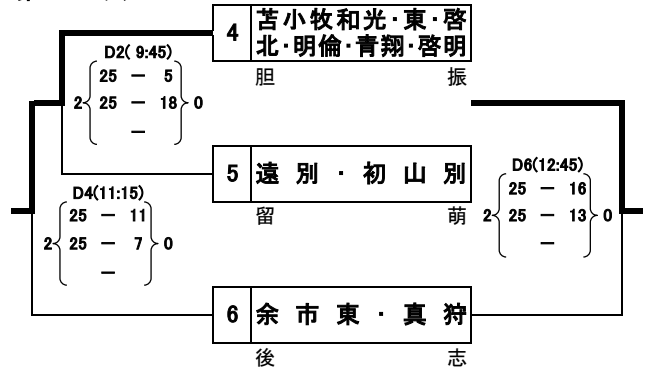 4 苫小牧和光・東・啓
北・明倫・青翔・啓明
胆 振
D2( 9:45)
25 － 5
2 25 － 18 0
－
5 遠別・初山別
留 萌
D4(11:15)
25 － 11
2 25 － 7 0
－
D6(12:45)
25 － 16
2 25 － 13 0
－
6 余市東・真狩
後 志